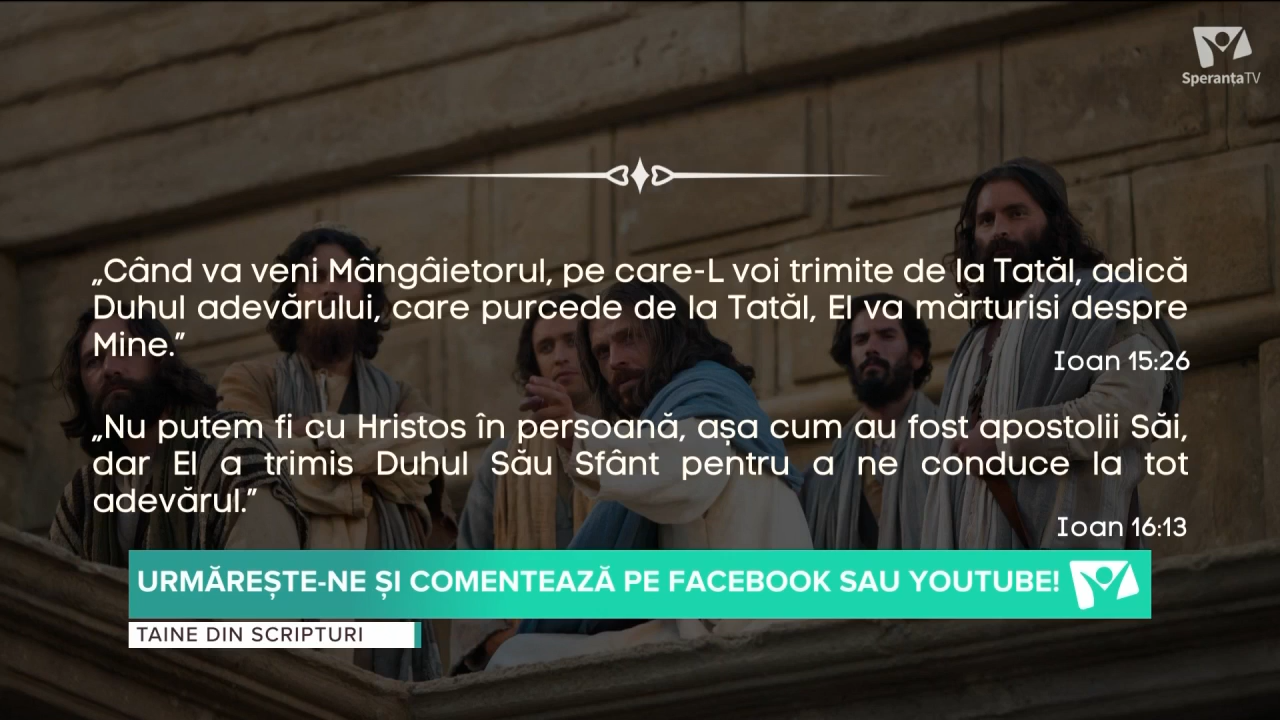 SperanțaTV
„Când va veni Mângâietorul, pe care-L voi trimite de la Tatăl, adică
Duhul adevărului, care purcede de la Tatăl, El va mărturisi despre
Mine.”
Ioan 15:26
„Nu putem fi cu Hristos în persoană, așa cum au fost apostolii Săi,
dar El a trimis Duhul Său Sfânt pentru a ne conduce la tot
adevărul.”
Ioan 16:13
URMĂREȘTE-NE ȘI COMENTEAZĂ PE FACEBOOK SAU YOUTUBE!
TAINE DIN SCRIPTURI